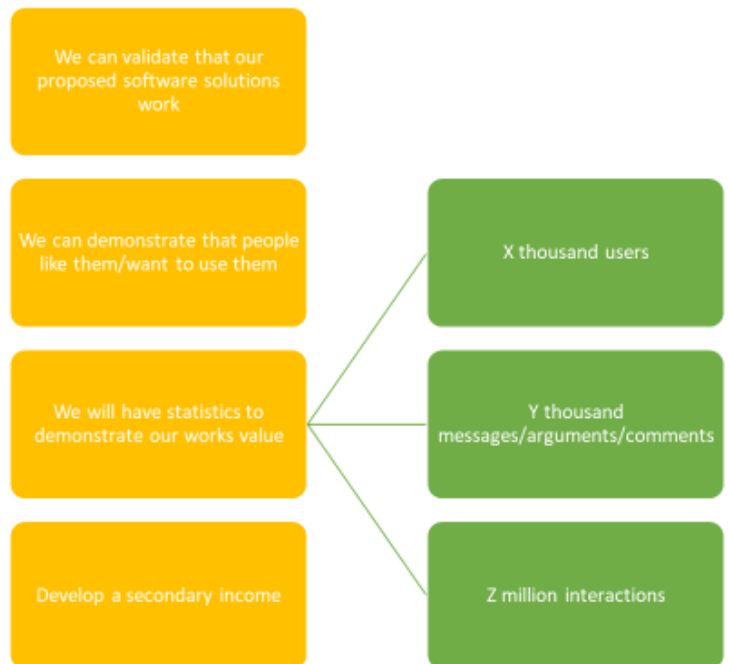 We can validate that our
proposed software solutions
work
We can demonstrate that people
like them/want to use them
We will have statistics to
demonstrate our works value
Develop a secondary income
X thousand users
Y thousand
messages/arguments/comments
Z million interactions